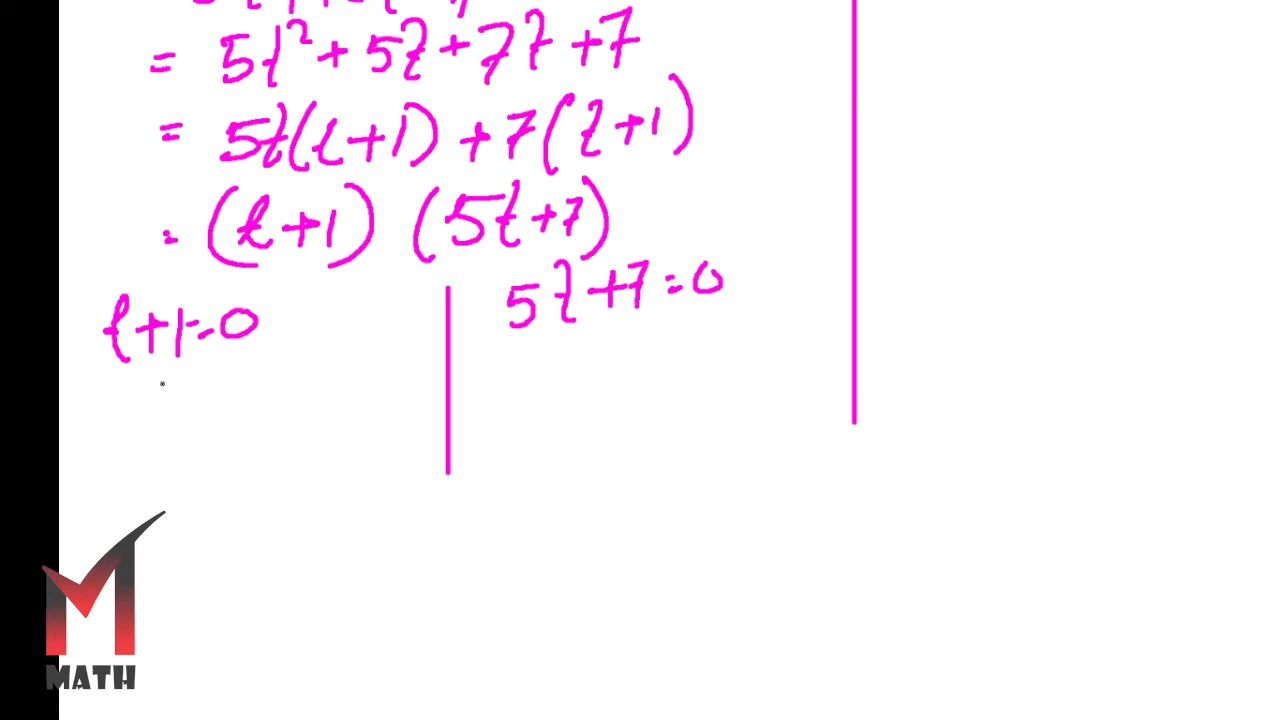 = 5t² + 5t + 7t + 7
= 5t(t+1) + 7(t+1)
= (t+1) (5t+7)
t+1=0
5t+7=0
MATH